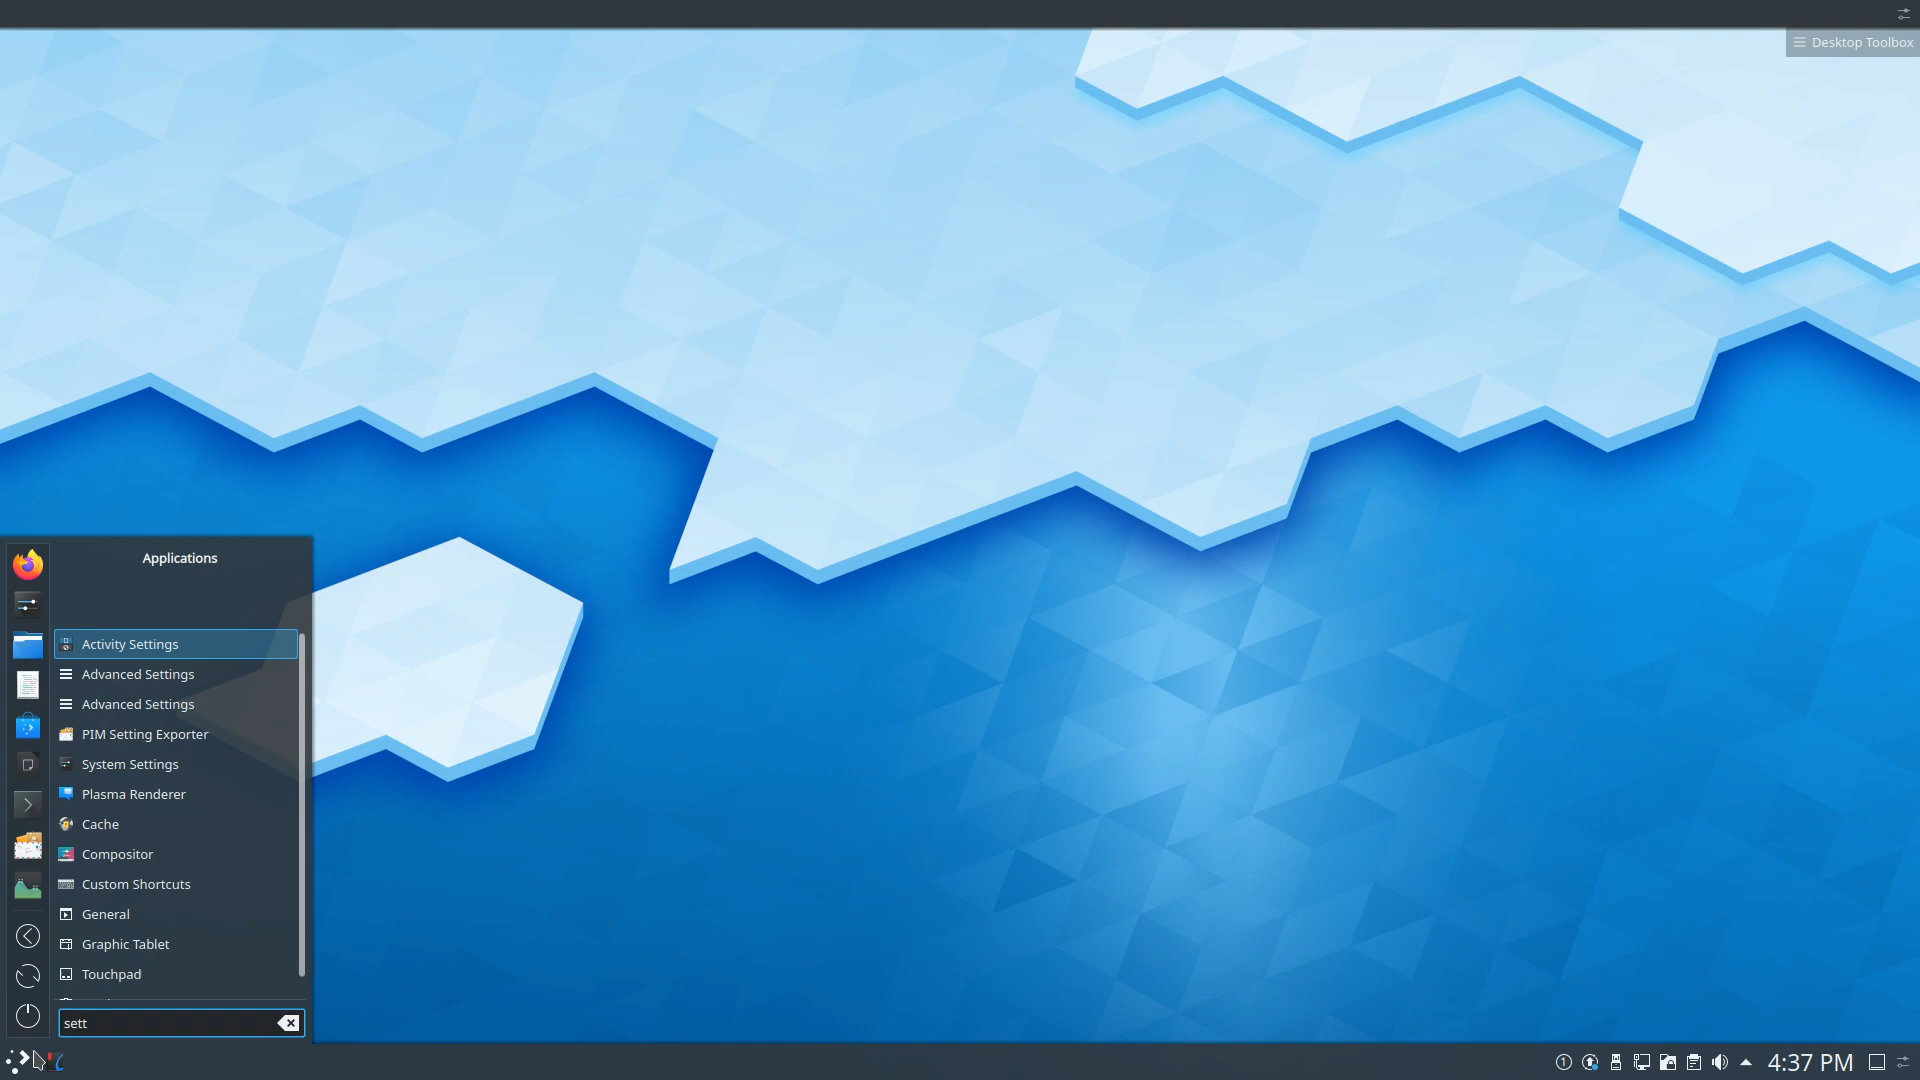 Desktop Toolbox
Applications
Activity Settings
Advanced Settings
Advanced Settings
PIM Setting Exporter
System Settings
Plasma Renderer
Cache
Compositor
Custom Shortcuts
General
Graphic Tablet
Touchpad
sett
1
4:37 PM